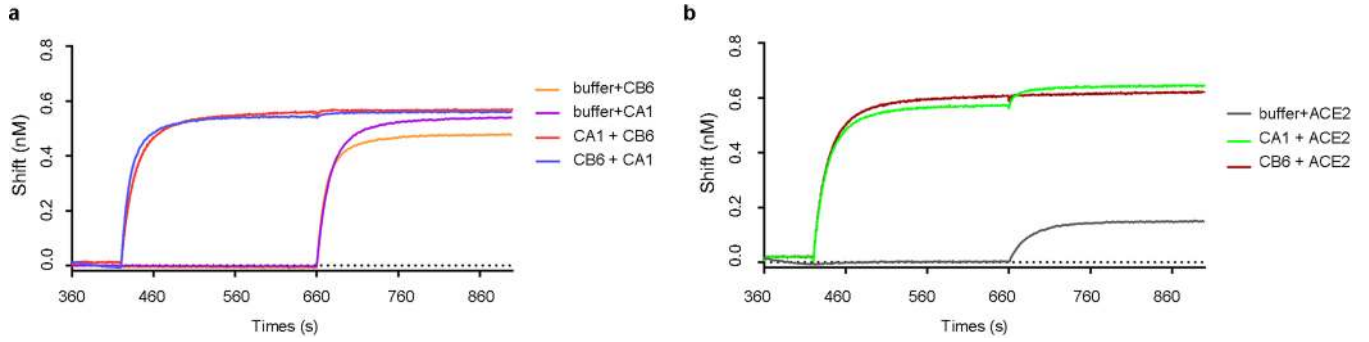 a
0.8
0.6
0.4
0.2
0.0
Shift (nM)
360
460
560
660
760
860
Times (s)
buffer+CB6
buffer+CA1
CA1 + CB6
CB6 + CA1
b
0.8
0.6
0.4
0.2
0.0
Shift (nM)
360
460
560
660
760
860
Times (s)
buffer+ACE2
CA1 + ACE2
CB6 + ACE2